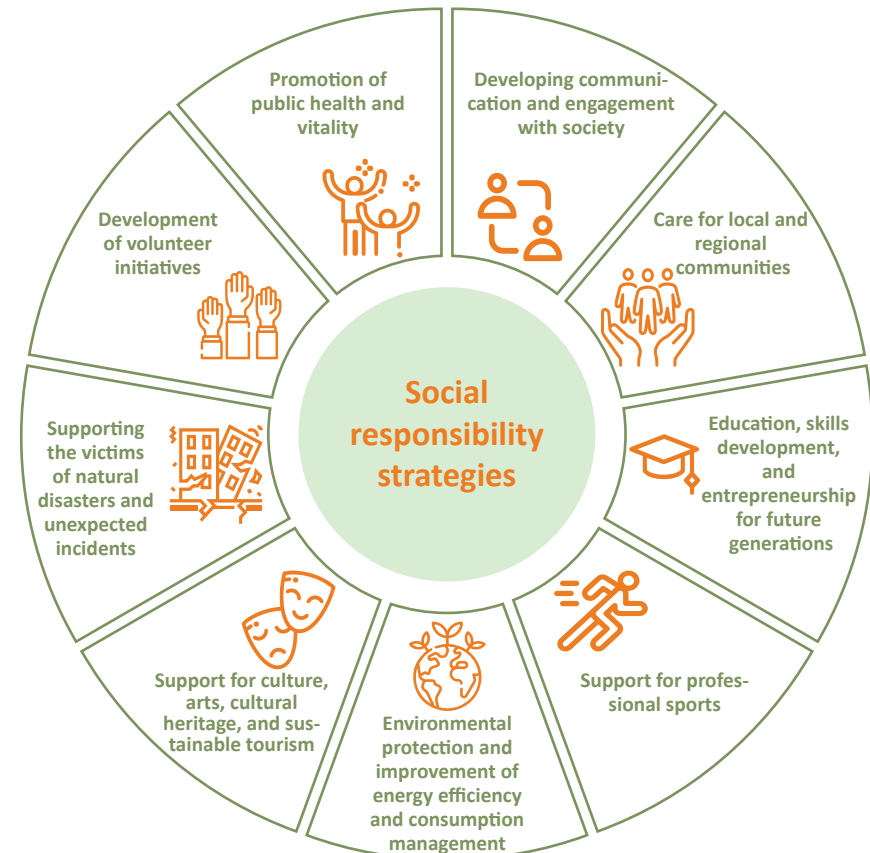 Social
responsibility
strategies
Developing communi-
cation and engagement
with society
Care for local and
regional
communities
Education, skills
development,
and
entrepreneurship
for future
generations
Support for profes-
sional sports
Environmental
protection and
improvement of
energy efficiency
and consumption
management
Support for culture,
arts, cultural
heritage, and sus-
tainable tourism
Supporting
the victims
of natural
disasters and
unexpected
incidents
Development
of volunteer
initiatives
Promotion of
public health and
vitality